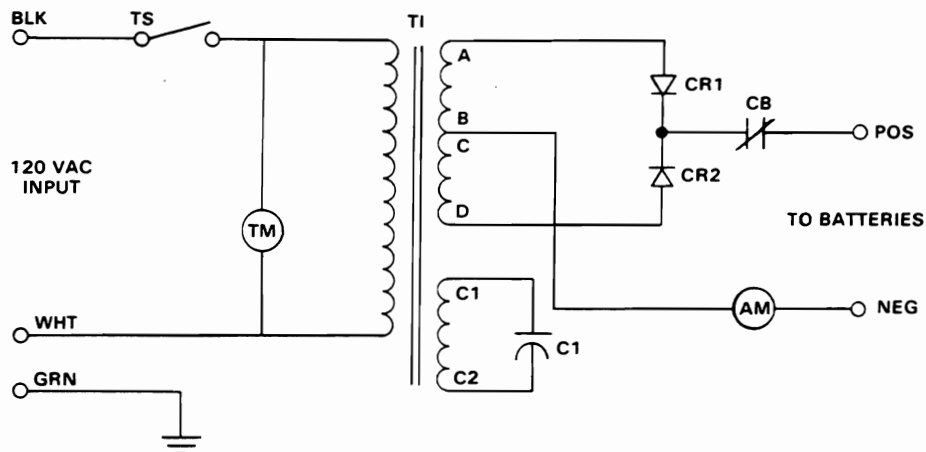 BLK
TS
TI
A
CR1
CB
B
POS
C
120 VAC
INPUT
CR2
D
TM
TO BATTERIES
C1
NEG
AM
WHT
C1
C2
GRN